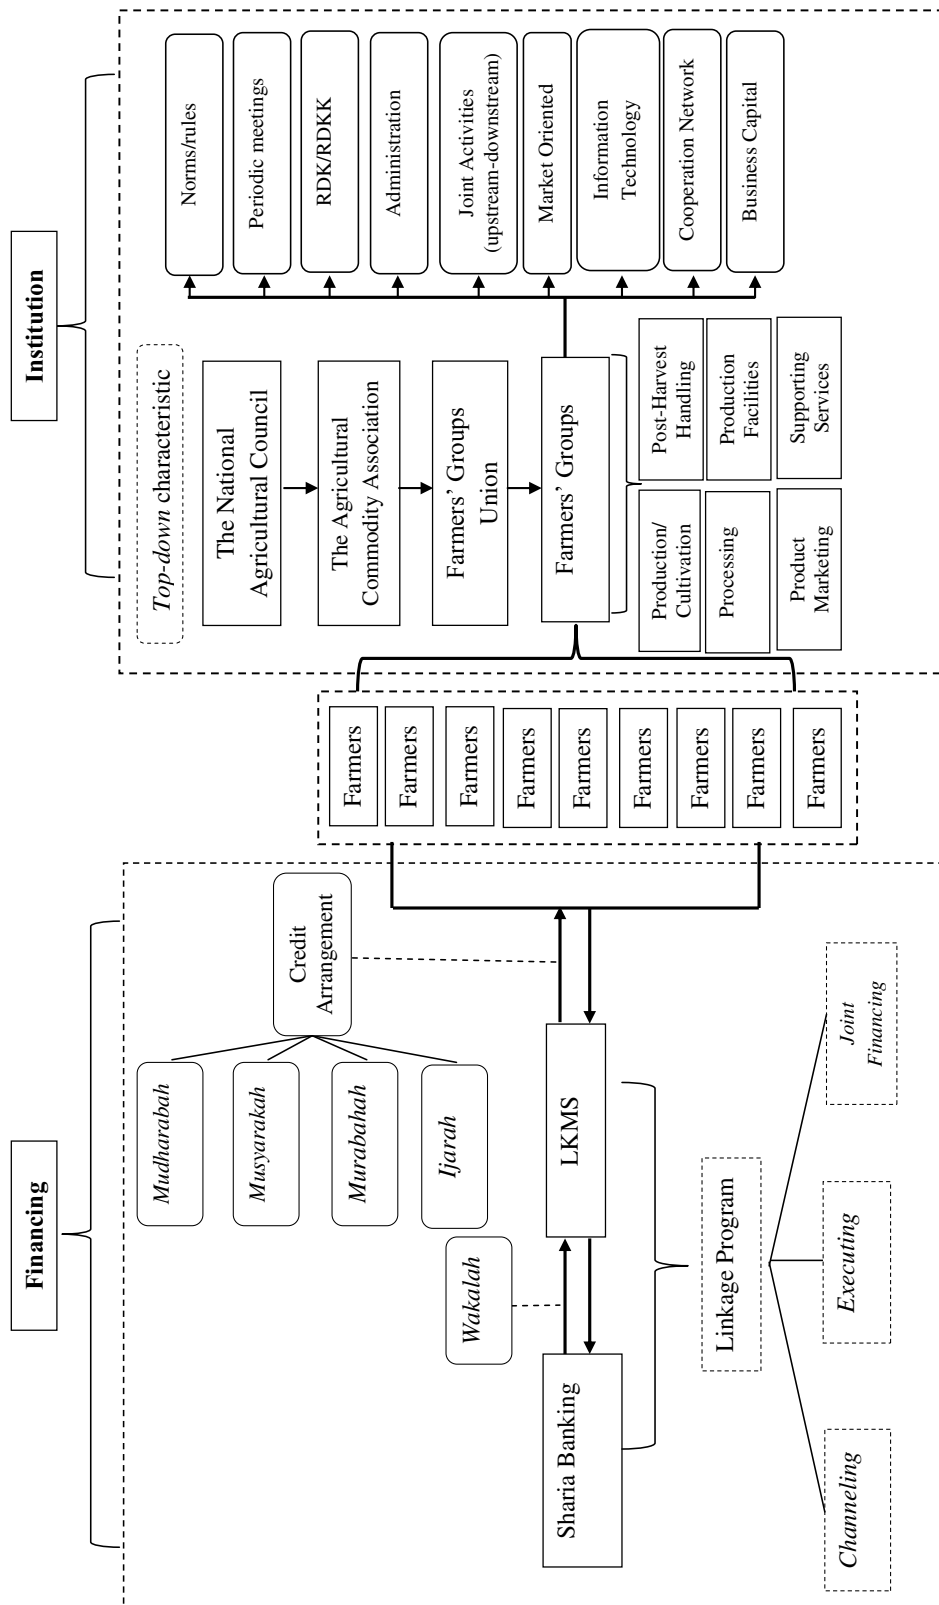 Financing
Mudharabah
Musyarakah
Murabahah
Ijarah
Credit
Arrangement
Wakalah
Sharia Banking
LKMS
Linkage Program
Channeling
Executing
Joint
Financing
Farmers
Farmers
Farmers
Farmers
Farmers
Farmers
Farmers
Farmers
Farmers
Institution
Top-down characteristic
The National
Agricultural Council
The Agricultural
Commodity Association
Farmers' Groups
Union
Farmers' Groups
Production/
Cultivation
Post-Harvest
Handling
Processing
Production
Facilities
Product
Marketing
Supporting
Services
Norms/rules
Periodic meetings
RDK/RDKK
Administration
Joint Activities
(upstream-downstream)
Market Oriented
Information
Technology
Cooperation Network
Business Capital